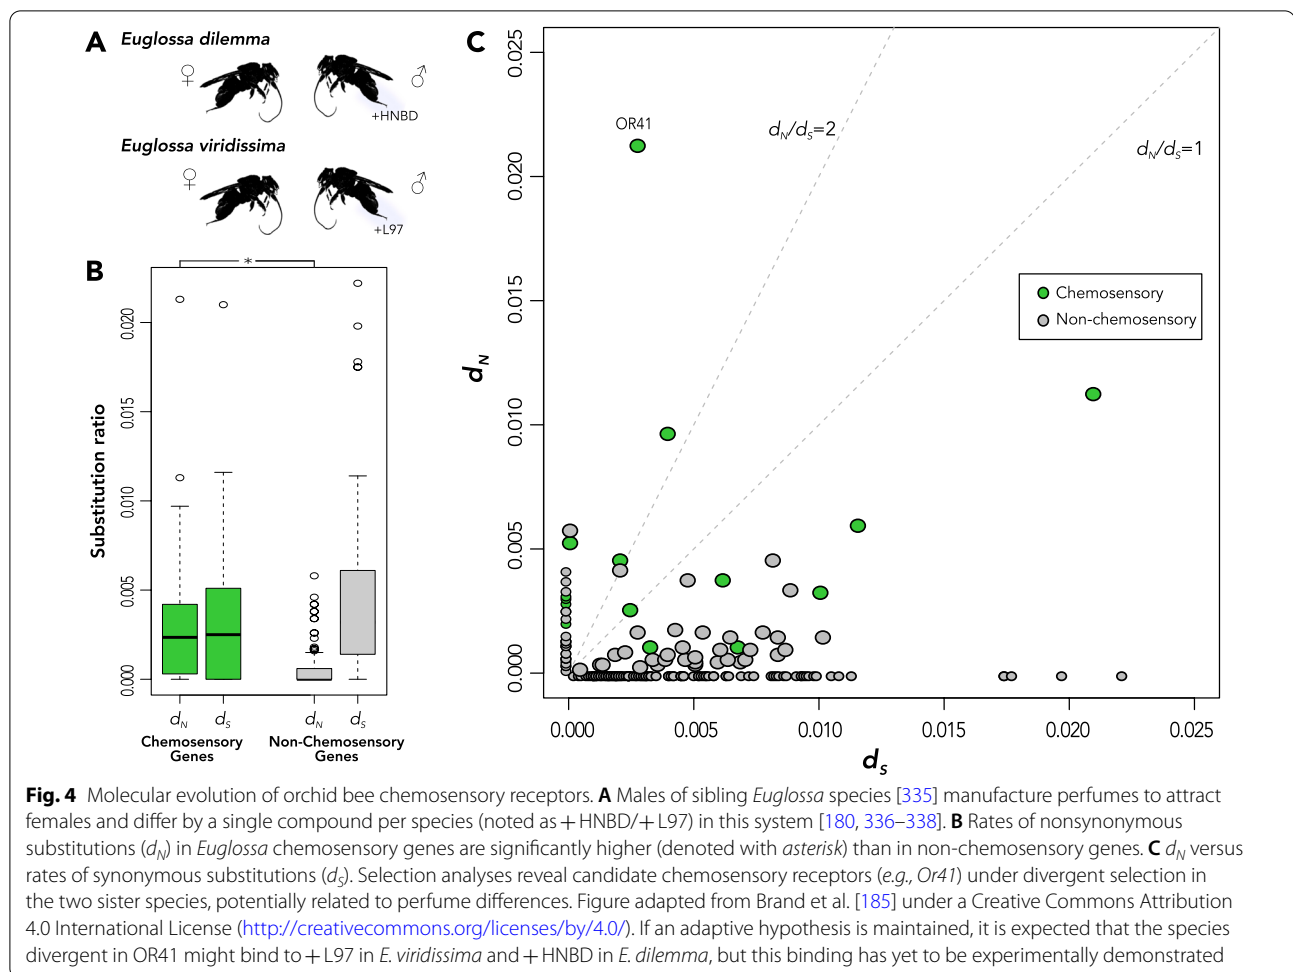 A
Euglossa dilemma
♀
♂
+HNBD
Euglossa viridissima
♀
♂
+L97
B
*
Substitution ratio
0.020
0.015
0.010
0.005
0.000
dN
dS
dN
dS
Chemosensory
Genes
Non-Chemosensory
Genes
C
dN
0.025
0.020
0.015
0.010
0.005
0.000
OR41
dN/dS=2
dN/dS=1
Chemosensory
Non-chemosensory
0.000
0.005
0.010
0.015
0.020
0.025
dS
Fig. 4 Molecular evolution of orchid bee chemosensory receptors. A Males of sibling Euglossa species [335] manufacture perfumes to attract
females and differ by a single compound per species (noted as + HNBD/+ L97) in this system [180, 336–338]. B Rates of nonsynonymous
substitutions (dN) in Euglossa chemosensory genes are significantly higher (denoted with asterisk) than in non-chemosensory genes. C dN versus
rates of synonymous substitutions (dS). Selection analyses reveal candidate chemosensory receptors (e.g., Or41) under divergent selection in
the two sister species, potentially related to perfume differences. Figure adapted from Brand et al. [185] under a Creative Commons Attribution
4.0 International License (http://creativecommons.org/licenses/by/4.0/). If an adaptive hypothesis is maintained, it is expected that the species
divergent in OR41 might bind to + L97 in E. viridissima and + HNBD in E. dilemma, but this binding has yet to be experimentally demonstrated